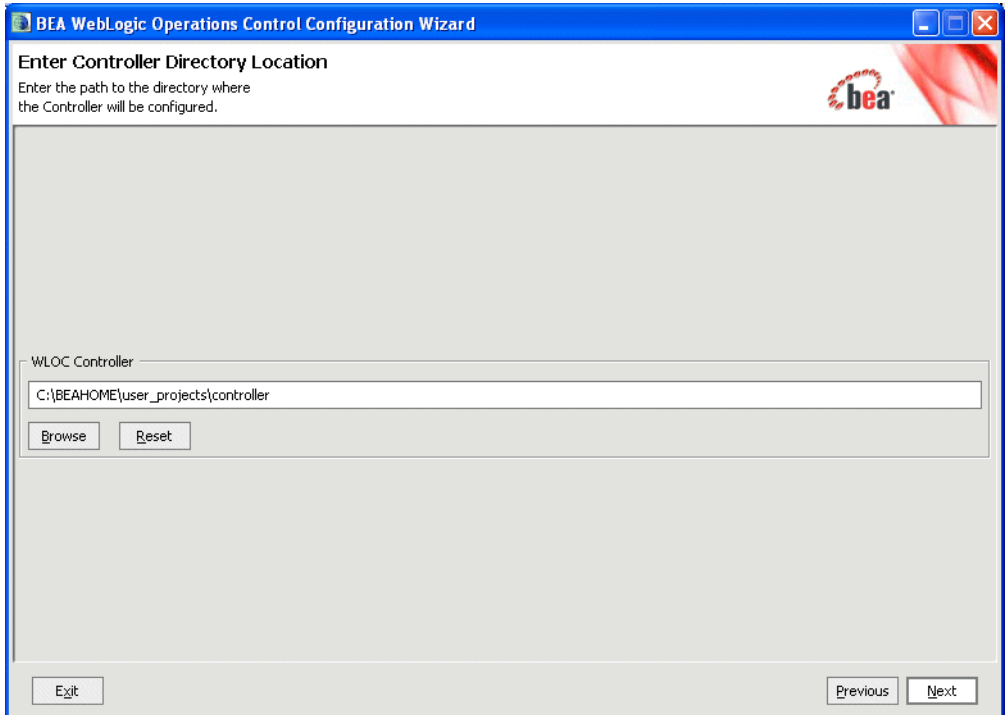 BEA WebLogic Operations Control Configuration Wizard
Enter Controller Directory Location
Enter the path to the directory where
the Controller will be configured.
bea
WLOC Controller
C:\BEAHOME\user_projects\controller
Browse
Reset
Exit
Previous
Next